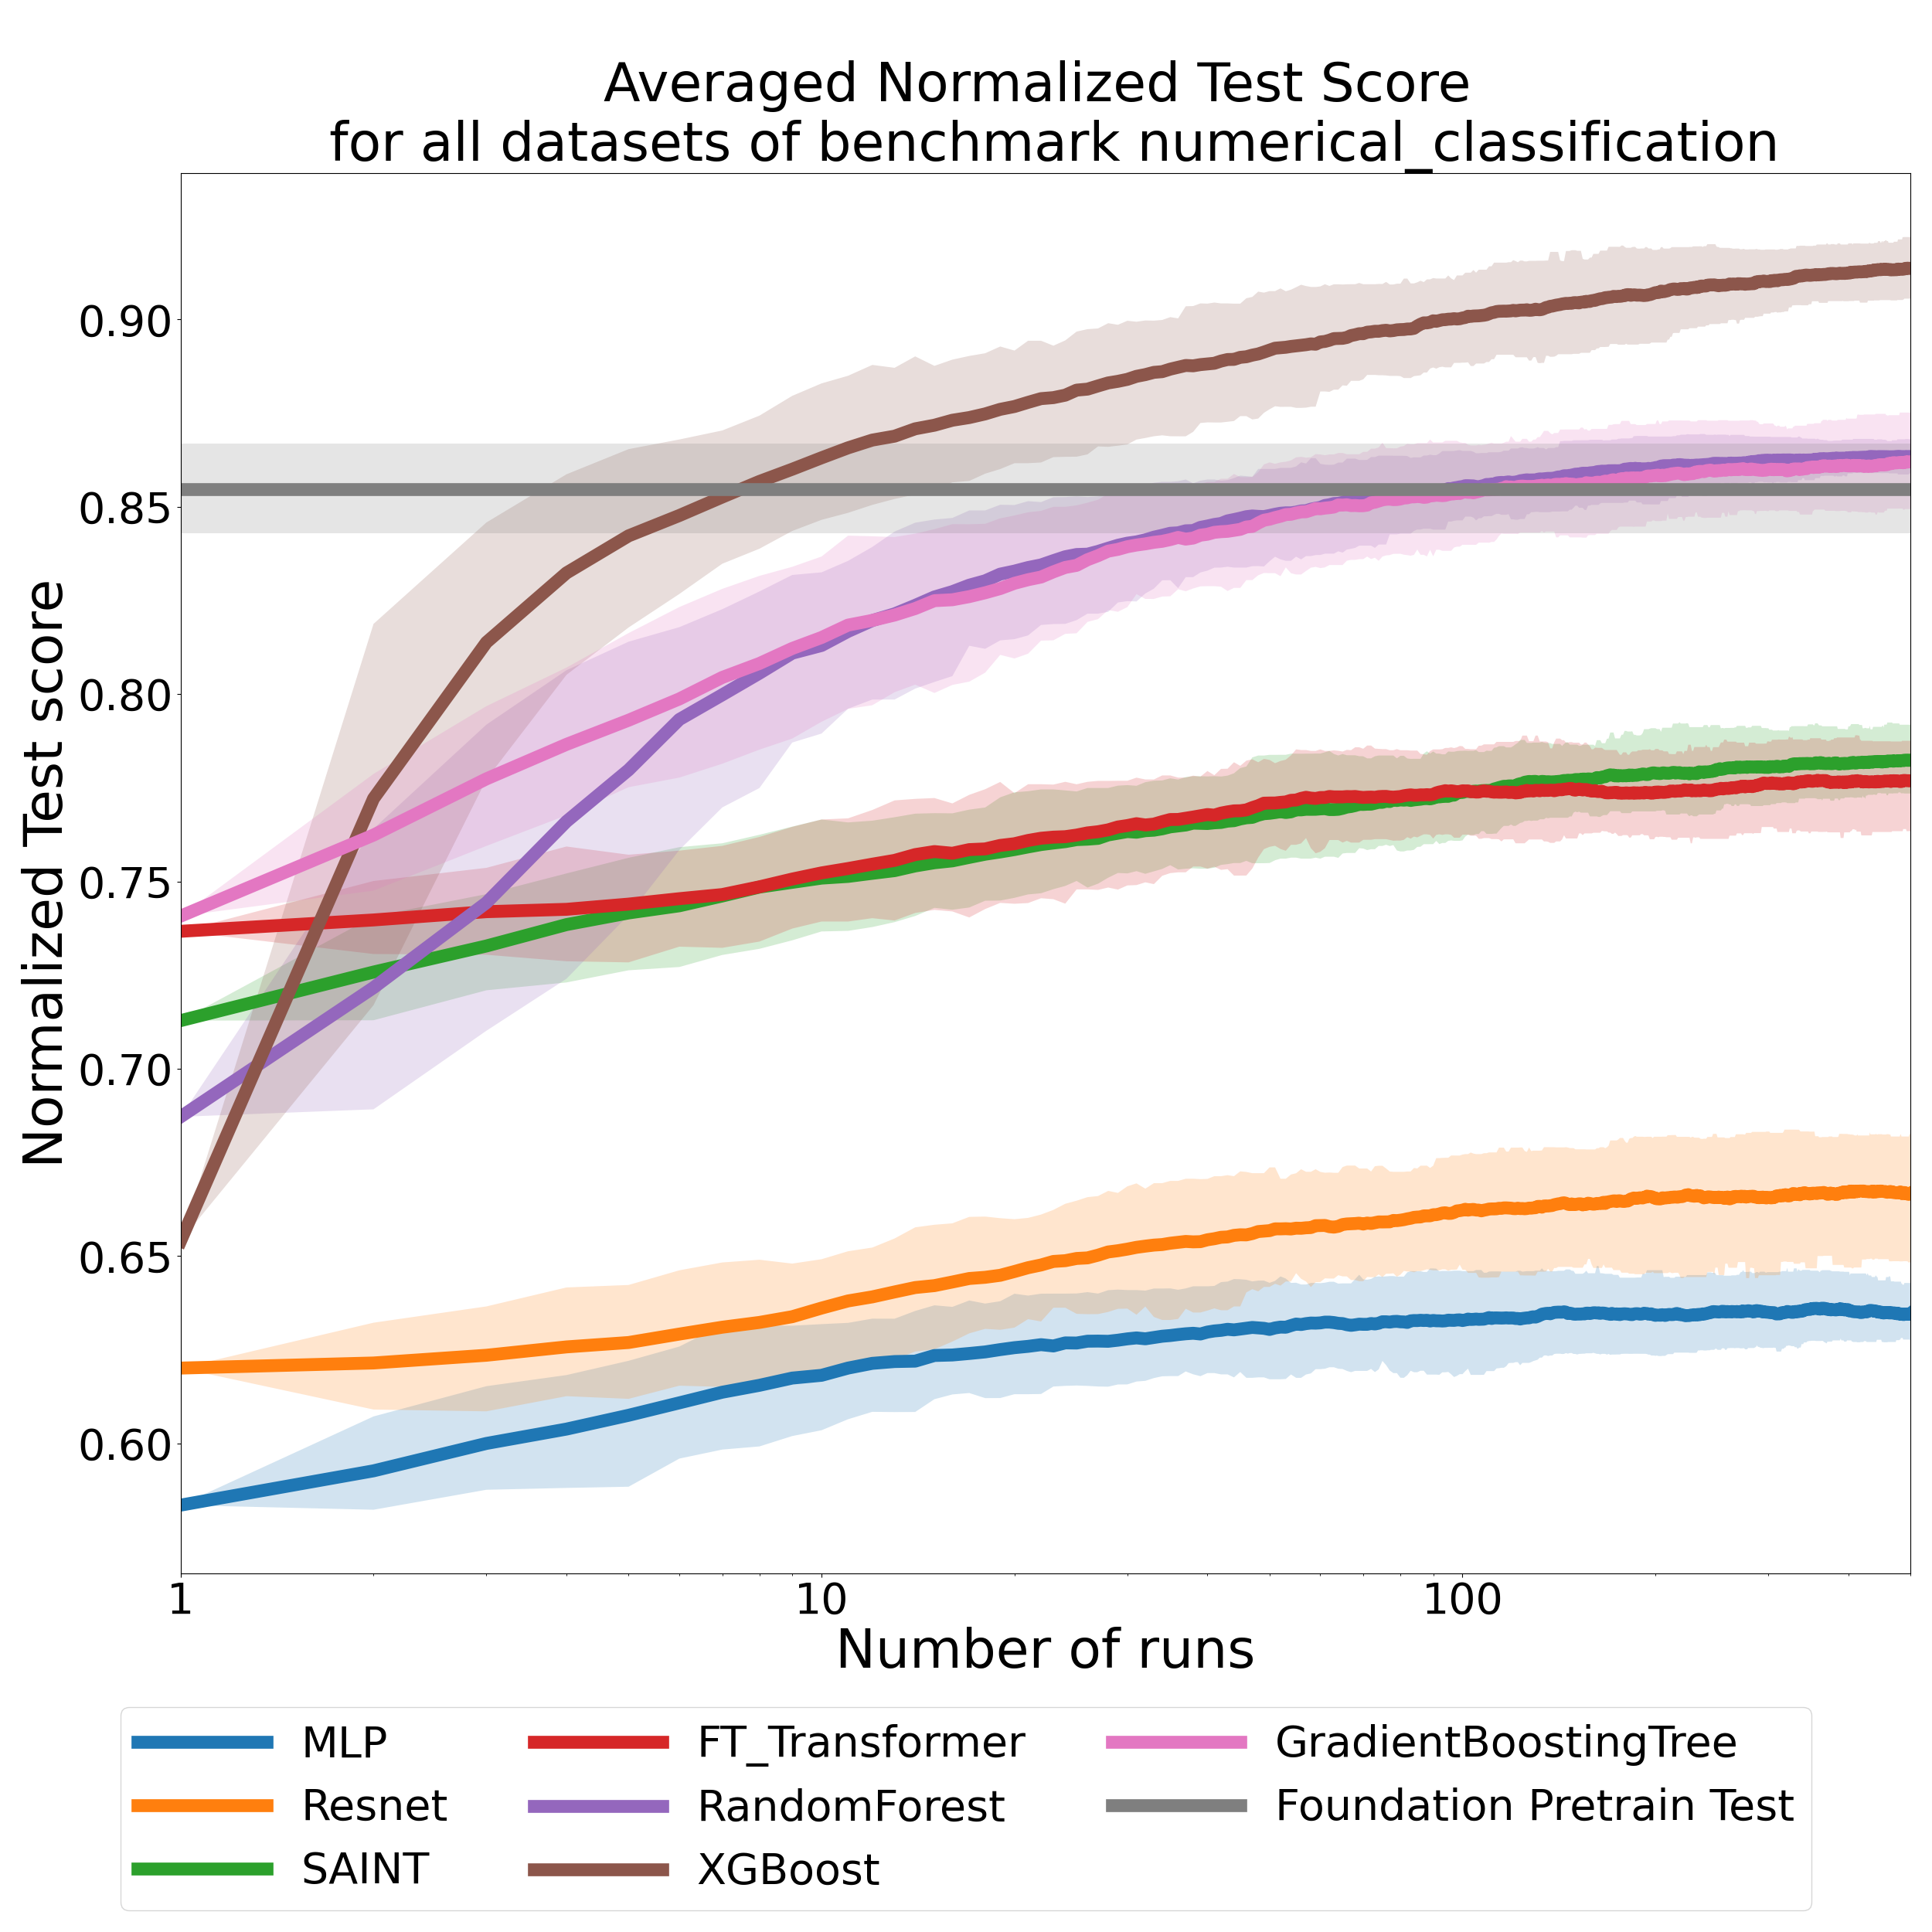 Averaged Normalized Test Score
for all datasets of benchmark numerical_classification
Normalized Test score
0.90
0.85
0.80
0.75
0.70
0.65
0.60
1
10
100
Number of runs
MLP
Resnet
SAINT
FT_Transformer
RandomForest
XGBoost
GradientBoostingTree
Foundation Pretrain Test